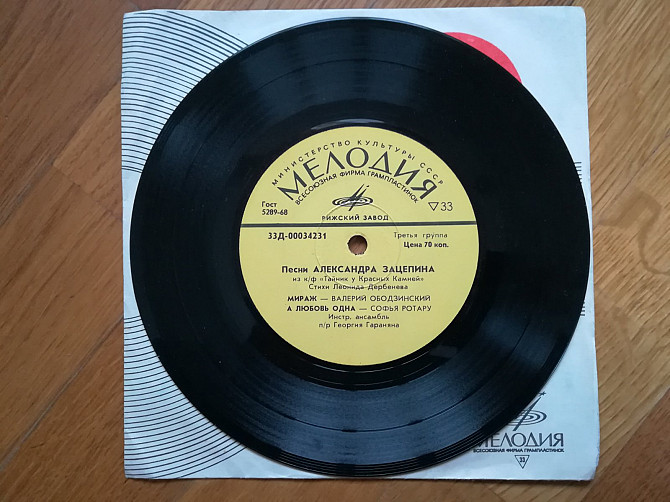 МИНИСТЕРСТВО КУЛЬТУРЫ СССР
МЕЛОДИЯ
ВСЕСОЮЗНАЯ ФИРМА ГРАМПЛАСТИНОК
Гост
5289-68
▽33
РИЖСКИЙ ЗАВОД
33Д-00034231
Третья группа
Цена 70 коп.
Песни АЛЕКСАНДРА ЗАЦЕПИНА
из к/ф «Тайник у Красных Камней»
Стихи Леонида Дербенева
МИРАЖ — ВАЛЕРИЙ ОБОДЗИНСКИЙ
А ЛЮБОВЬ ОДНА — СОФЬЯ РОТАРУ
Инстр. ансамбль
п/р Георгия Гараняна
МЕЛОДИЯ
ВСЕСОЮЗНАЯ ФИРМА ГРАМПЛАСТИНОК
33